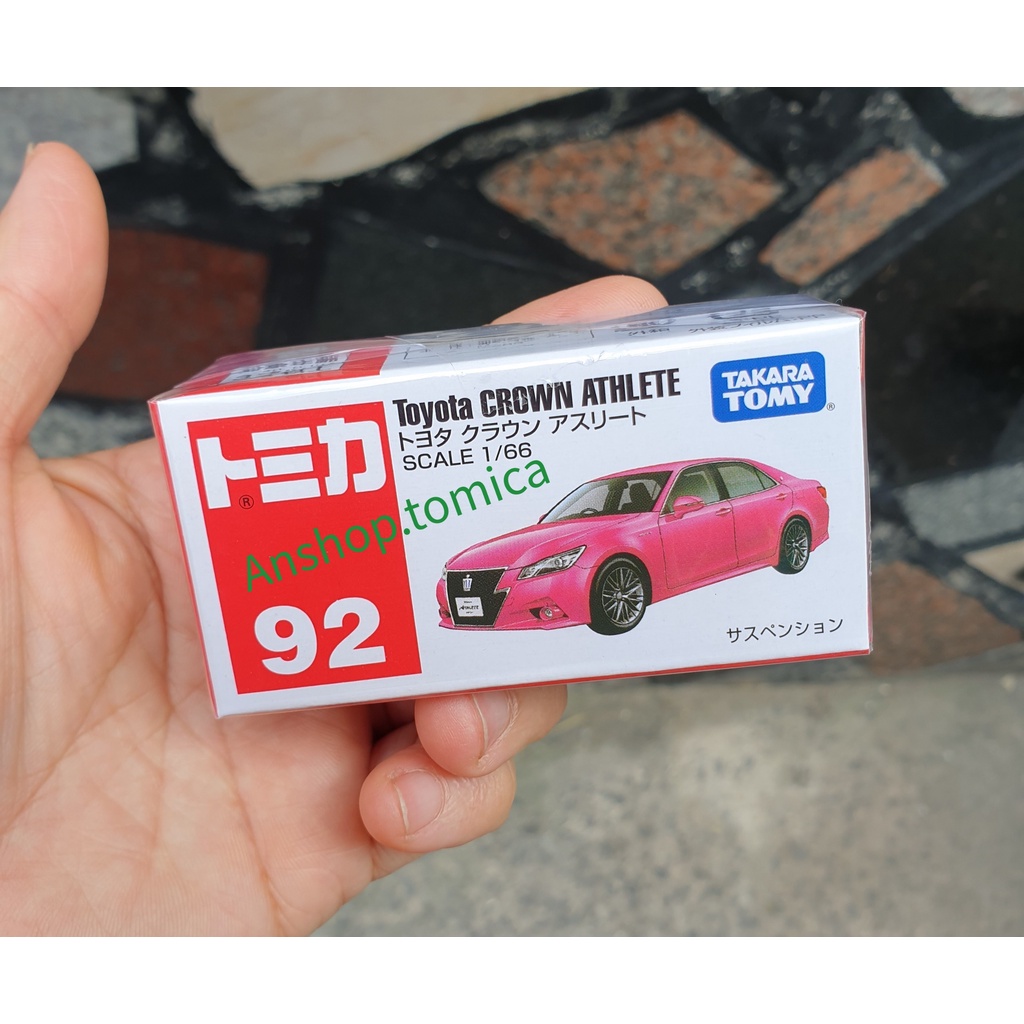 Toyota CROWN ATHLETE
トヨタ クラウン アスリート
SCALE 1/66
TAKARA
TOMY
®
トミカ
®
Anshop.tomica
92
ATHLETE
サスペンション